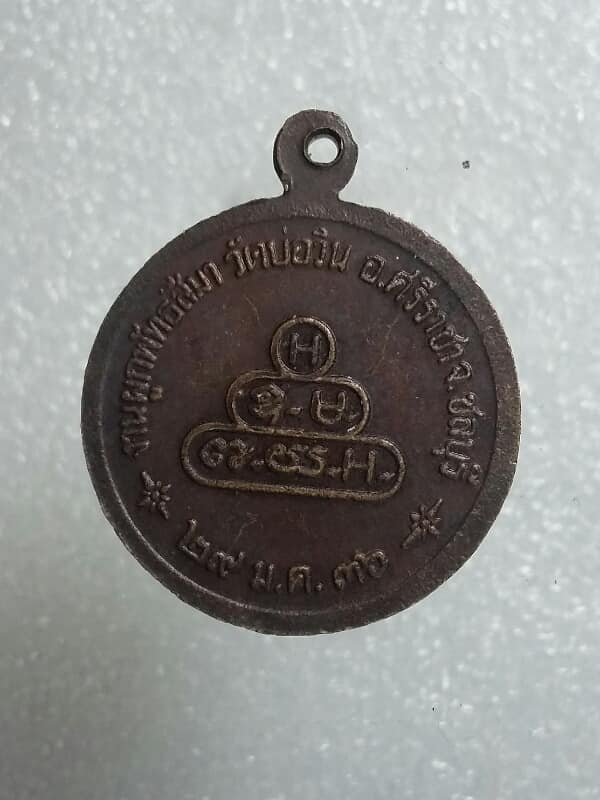 งานผูกพัทธสีมา วัดบ่อวิน อ.ศรีราชา จ.ชลบุรี
๒๙ ม.ค. ๓๖